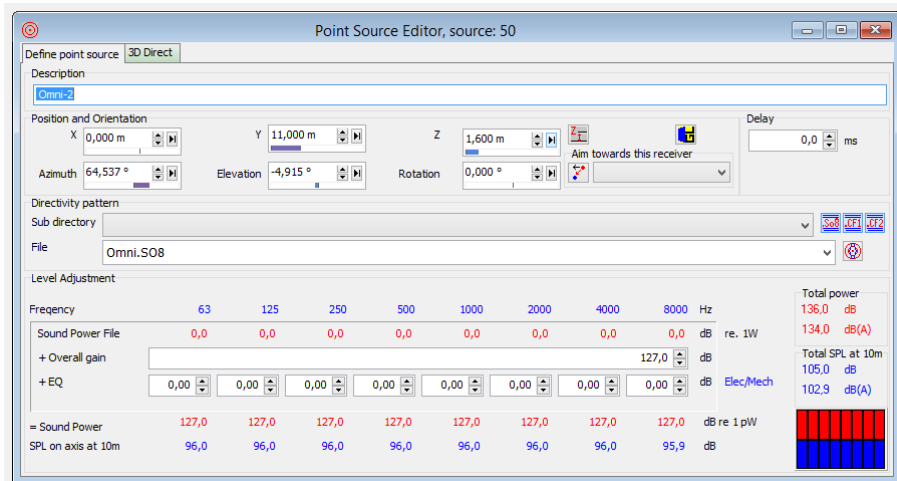 Point Source Editor, source: 50
Define point source 3D Direct
Description
Omni-2
Position and Orientation
Delay
X 0,000 m Y 11,000 m Z 1,600 m Z
0,0 ms
Aim towards this receiver
Azimuth 64,537 ° Elevation -4,915 ° Rotation 0,000 °
Directivity pattern
Sub directory .So8 .CF1 .CF2
File Omni.SO8
Level Adjustment
Total power
Freqency 63 125 250 500 1000 2000 4000 8000 Hz
136,0 dB
Sound Power File 0,0 0,0 0,0 0,0 0,0 0,0 0,0 0,0 dB re. 1W
134,0 dB(A)
+ Overall gain 127,0 dB
Total SPL at 10m
105,0 dB
+ EQ 0,00 0,00 0,00 0,00 0,00 0,00 0,00 0,00 dB Elec/Mech
102,9 dB(A)
= Sound Power 127,0 127,0 127,0 127,0 127,0 127,0 127,0 127,0 dB re 1 pW
SPL on axis at 10m 96,0 96,0 96,0 96,0 96,0 96,0 96,0 95,9 dB